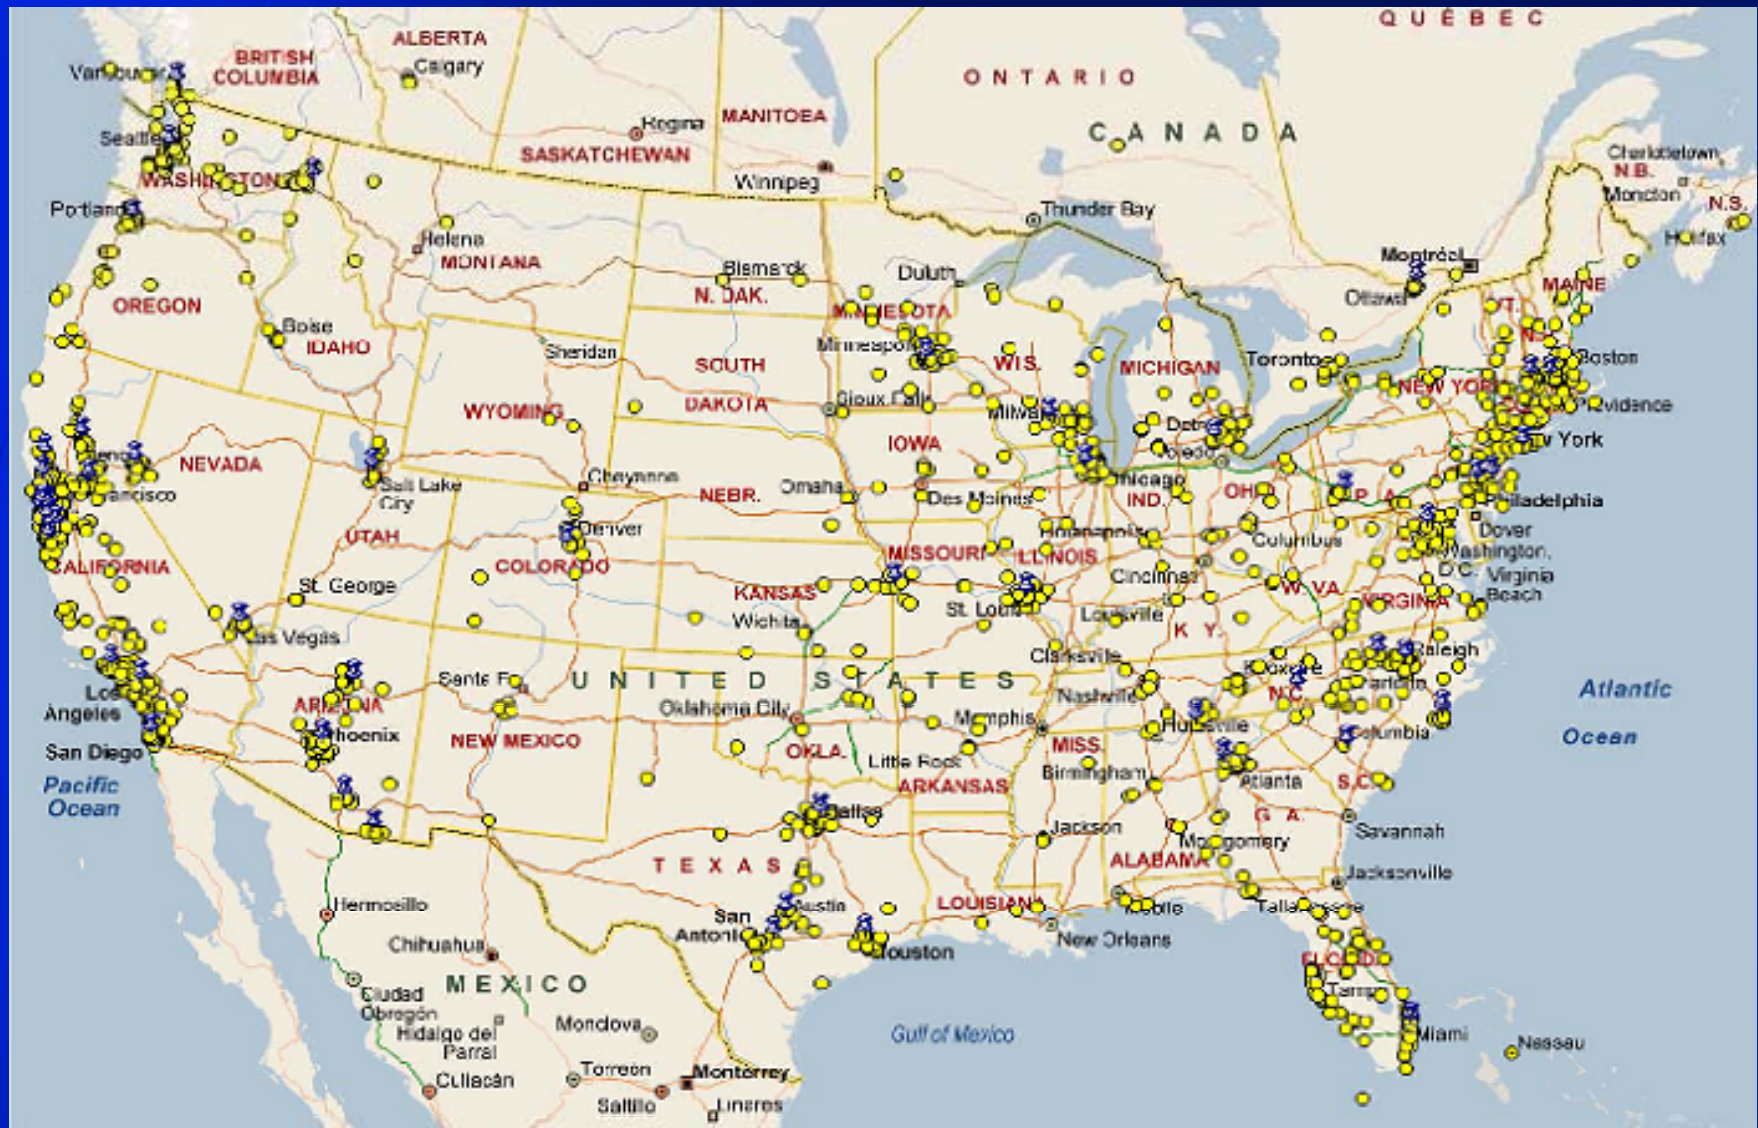 QUÉBEC
ALBERTA
BRITISH
COLUMBIA
Calgary
ONTARIO
MANITOBA
Regina
CANADA
Seattle
SASKATCHEWAN
Charlottetown
N.B.
WASHINGTON
Winnipeg
Moncton
N.S.
Portland
Thunder Bay
Halifax
Helena
MONTANA
Bismarck
Duluth
Montréal
Ottawa
MAINE
N. DAK.
VT.
OREGON
MINNESOTA
Boise
IDAHO
Sheridan
Minneapolis
SOUTH
WIS.
MICHIGAN
Toronto
Boston
DAKOTA
Sioux Falls
NEW YORK
Providence
WYOMING
IOWA
York
NEVADA
Cheyenne
Salt Lake
City
NEBR.
Omaha
Des Moines
Chicago
IND.
P A.
Philadelphia
Toledo
Denver
UTAH
Columbus
Dover
Washington,
D.C.
CALIFORNIA
COLORADO
MISSOURI
ILLINOIS
Indianapolis
Cincinnati
W. VA.
VIRGINIA
Virginia
Beach
St. George
KANSAS
St. Louis
Louisville
Wichita
K Y.
Las Vegas
Clarksville
Raleigh
Santa Fe
UNITED STATES
Knoxville
Nashville
N.C.
Charlotte
Los
Angeles
ARIZONA
Oklahoma City
Memphis
Huntsville
Columbia
Atlantic
Ocean
San Diego
Phoenix
NEW MEXICO
OKLA.
Little Rock
MISS.
Birmingham
Atlanta
S.C.
Pacific
Ocean
ARKANSAS
Dallas
G A.
Jackson
Montgomery
Savannah
TEXAS
ALABAMA
Jacksonville
Hermosillo
San
Antonio
Austin
LOUISIANA
Mobile
Tallahassee
Chihuahua
Houston
New Orleans
FLORIDA
MEXICO
Tampa
Ciudad
Obregón
Hidalgo del
Parral
Monclova
Gulf of Mexico
Miami
Nassau
Culiacán
Torreón
Monterrey
Saltillo
Linares